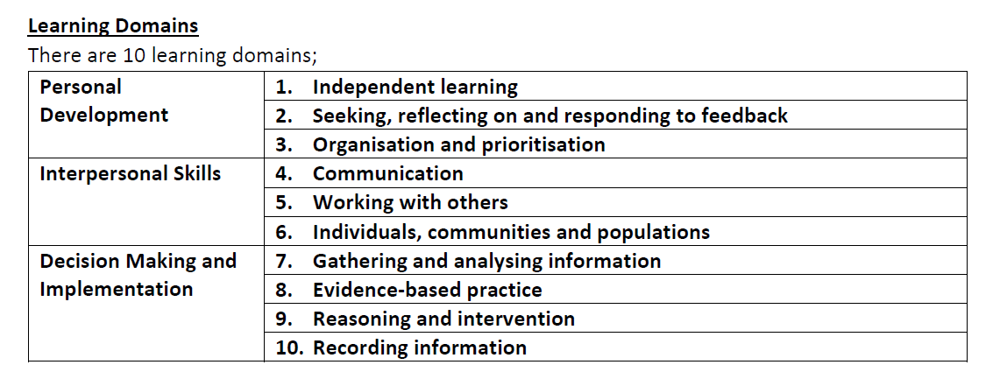 Learning Domains
There are 10 learning domains;
Personal
Development
1. Independent learning
2. Seeking, reflecting on and responding to feedback
3. Organisation and prioritisation
Interpersonal Skills
4. Communication
5. Working with others
6. Individuals, communities and populations
Decision Making and
Implementation
7. Gathering and analysing information
8. Evidence-based practice
9. Reasoning and intervention
10. Recording information